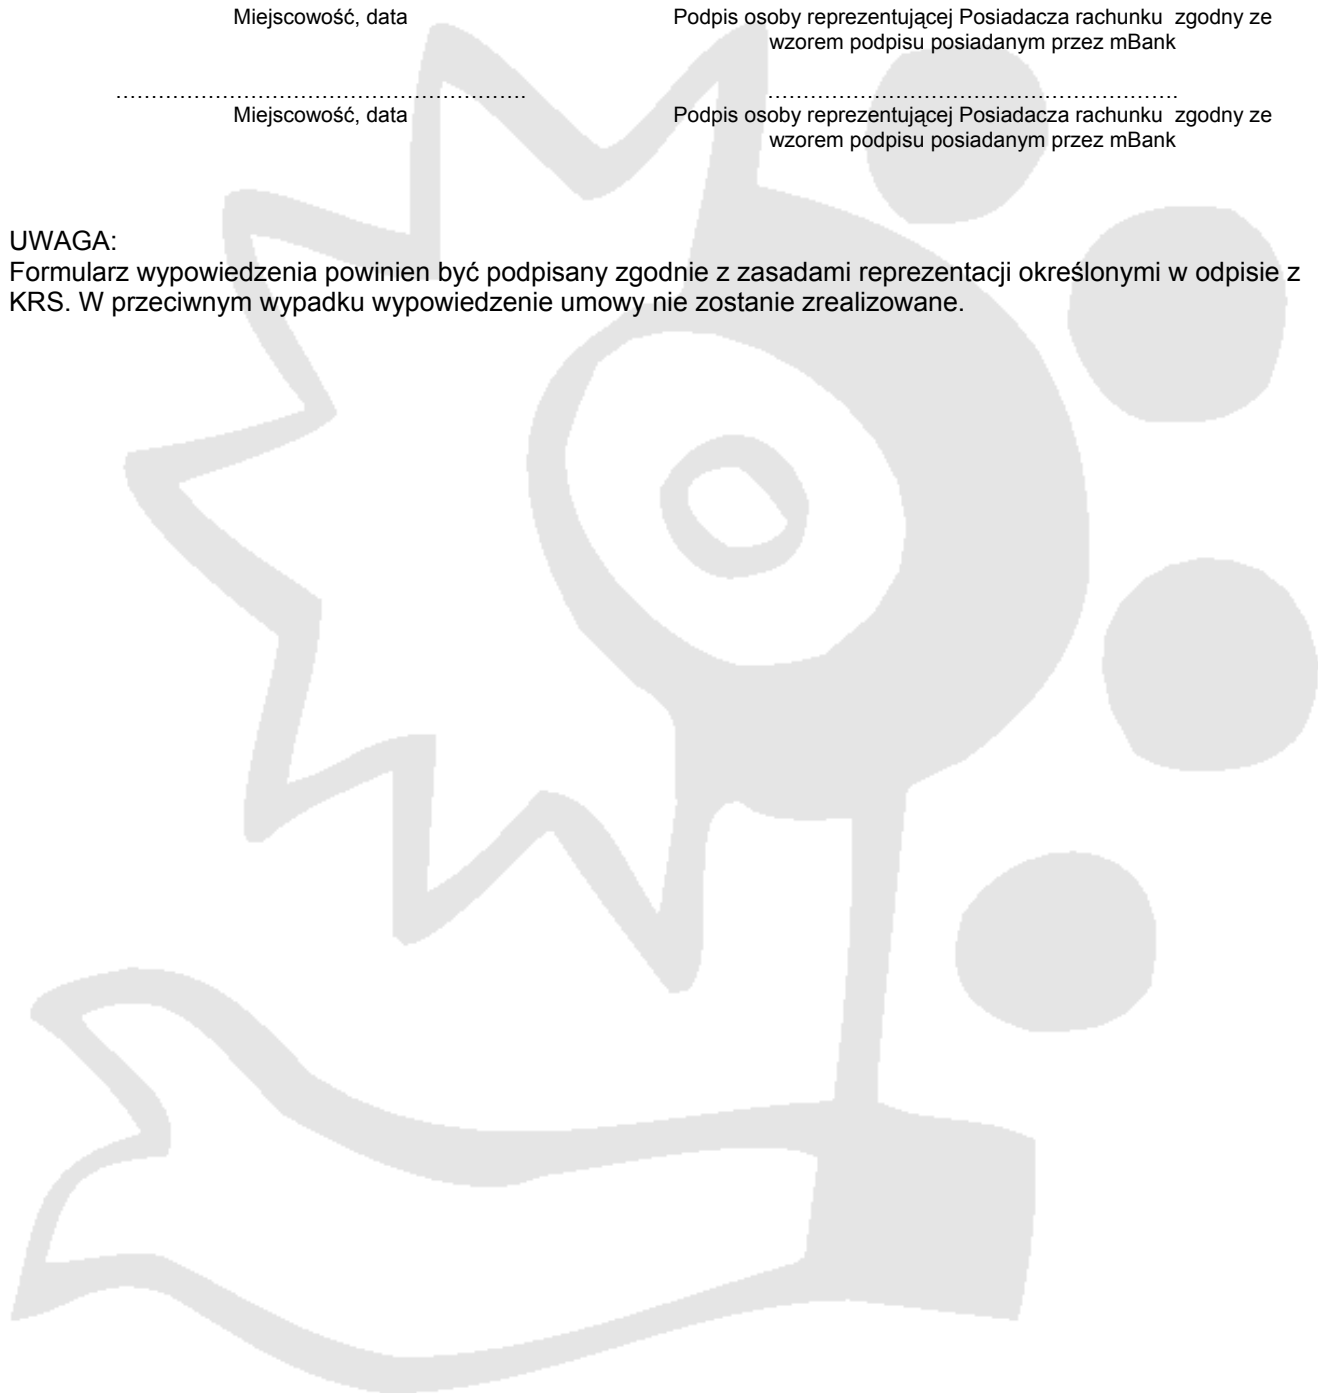 Miejscowość, data Podpis osoby reprezentującej Posiadacza rachunku zgodny ze
wzorem podpisu posiadanym przez mBank
………………………………………………….. …………………………………………………..
Miejscowość, data Podpis osoby reprezentującej Posiadacza rachunku zgodny ze
wzorem podpisu posiadanym przez mBank
UWAGA:
Formularz wypowiedzenia powinien być podpisany zgodnie z zasadami reprezentacji określonymi w odpisie z
KRS. W przeciwnym wypadku wypowiedzenie umowy nie zostanie zrealizowane.